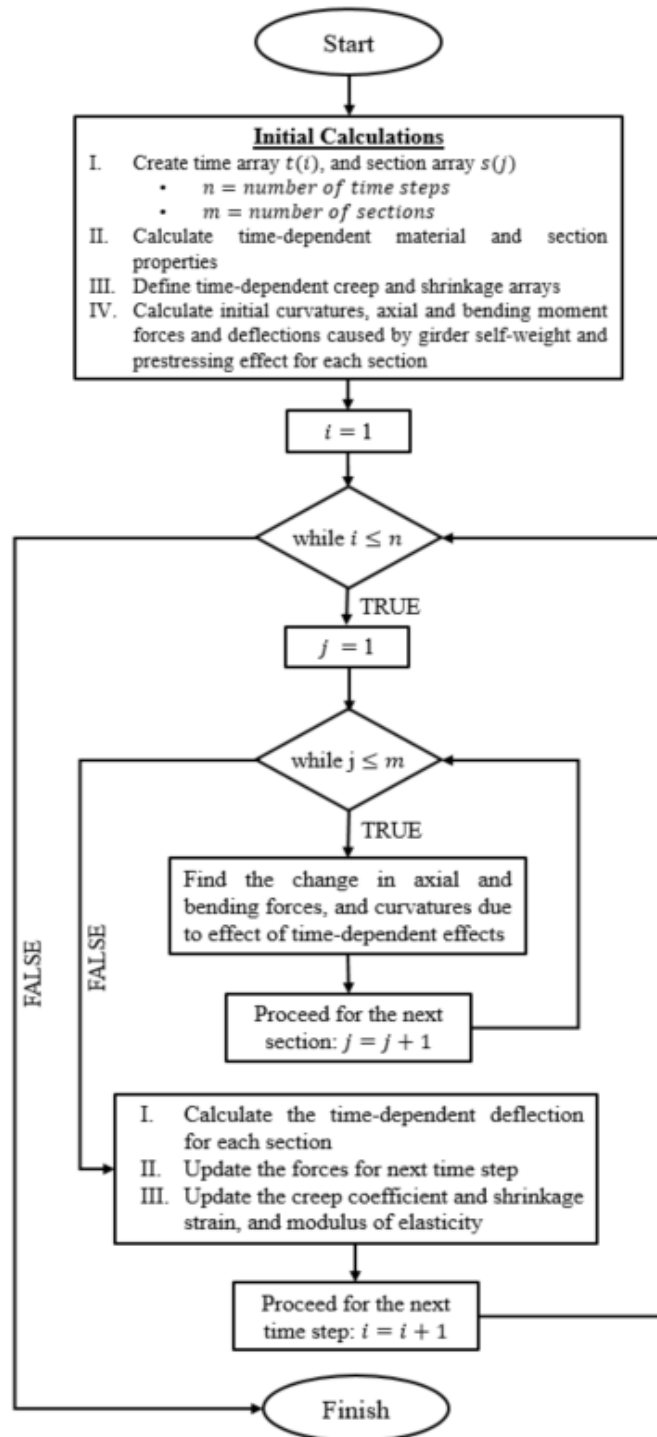 Start
Initial Calculations
I. Create time array t(i), and section array s(j)
• n = number of time steps
• m = number of sections
II. Calculate time-dependent material and section
properties
III. Define time-dependent creep and shrinkage arrays
IV. Calculate initial curvatures, axial and bending moment
forces and deflections caused by girder self-weight and
prestressing effect for each section
i = 1
while i ≤ n
TRUE
j = 1
while j ≤ m
TRUE
Find the change in axial and
bending forces, and curvatures due
to effect of time-dependent effects
FALSE
FALSE
Proceed for the next
section: j = j + 1
I. Calculate the time-dependent deflection
for each section
II. Update the forces for next time step
III. Update the creep coefficient and shrinkage
strain, and modulus of elasticity
Proceed for the next
time step: i = i + 1
Finish